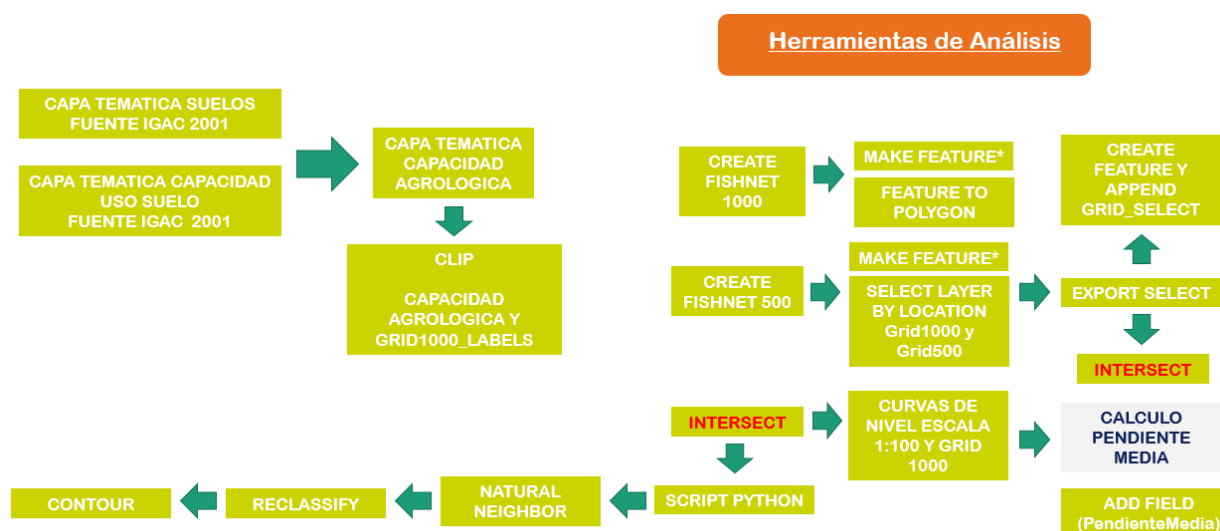 Herramientas de Análisis
CAPA TEMATICA SUELOS
FUENTE IGAC 2001
CAPA TEMATICA CAPACIDAD
USO SUELO
FUENTE IGAC 2001
CAPA TEMATICA
CAPACIDAD
AGROLOGICA
CLIP
CAPACIDAD
AGROLOGICA Y
GRID1000_LABELS
CREATE
FISHNET
1000
MAKE FEATURE*
FEATURE TO
POLYGON
CREATE
FEATURE Y
APPEND
GRID_SELECT
CREATE
FISHNET 500
MAKE FEATURE*
SELECT LAYER
BY LOCATION
Grid1000 y
Grid500
EXPORT SELECT
INTERSECT
INTERSECT
CURVAS DE
NIVEL ESCALA
1:100 Y GRID
1000
CALCULO
PENDIENTE
MEDIA
ADD FIELD
(PendienteMedia)
SCRIPT PYTHON
NATURAL
NEIGHBOR
RECLASSIFY
CONTOUR